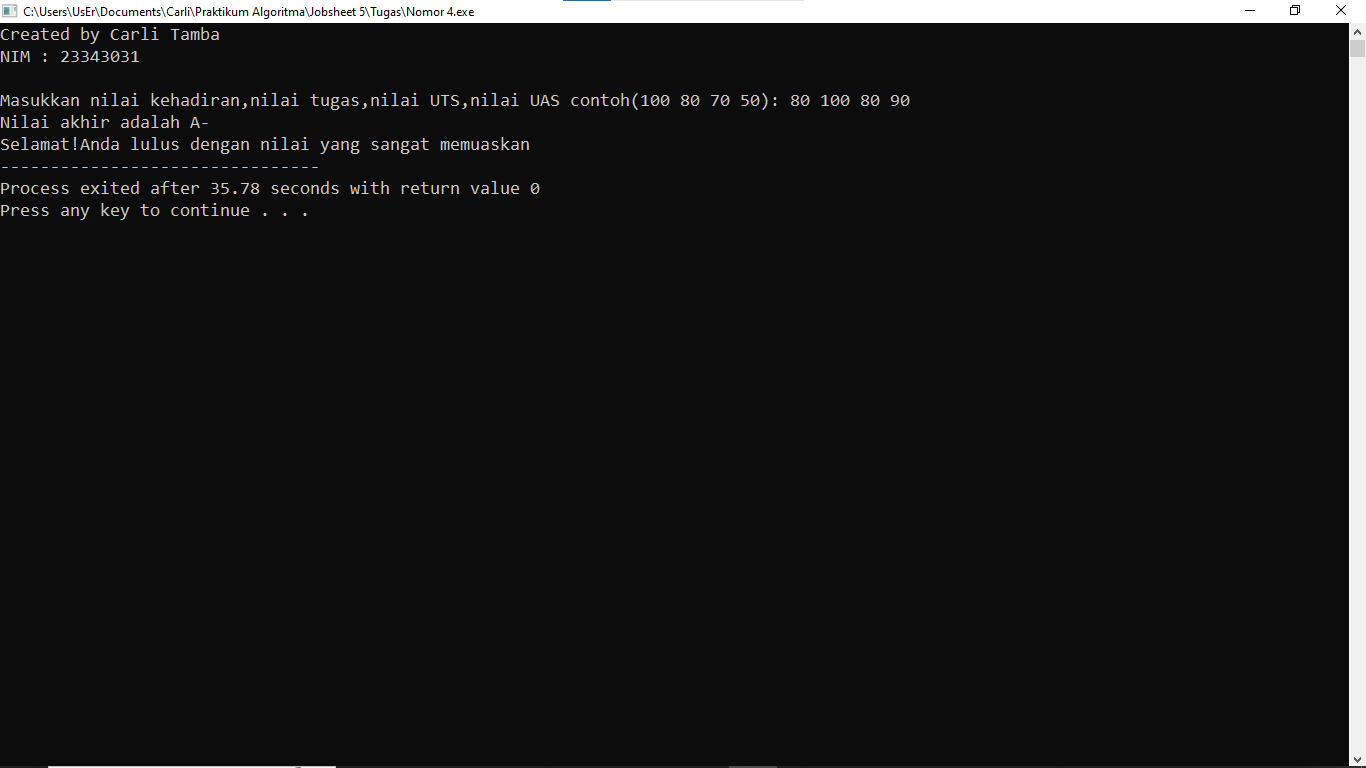 C:\Users\UsEr\Documents\Carli\Praktikum Algoritma\Jobsheet 5\Tugas\Nomor 4.exe
Created by Carli Tamba
NIM : 23343031
Masukkan nilai kehadiran,nilai tugas,nilai UTS,nilai UAS contoh(100 80 70 50): 80 100 80 90
Nilai akhir adalah A-
Selamat!Anda lulus dengan nilai yang sangat memuaskan
--------------------------------
Process exited after 35.78 seconds with return value 0
Press any key to continue . . .